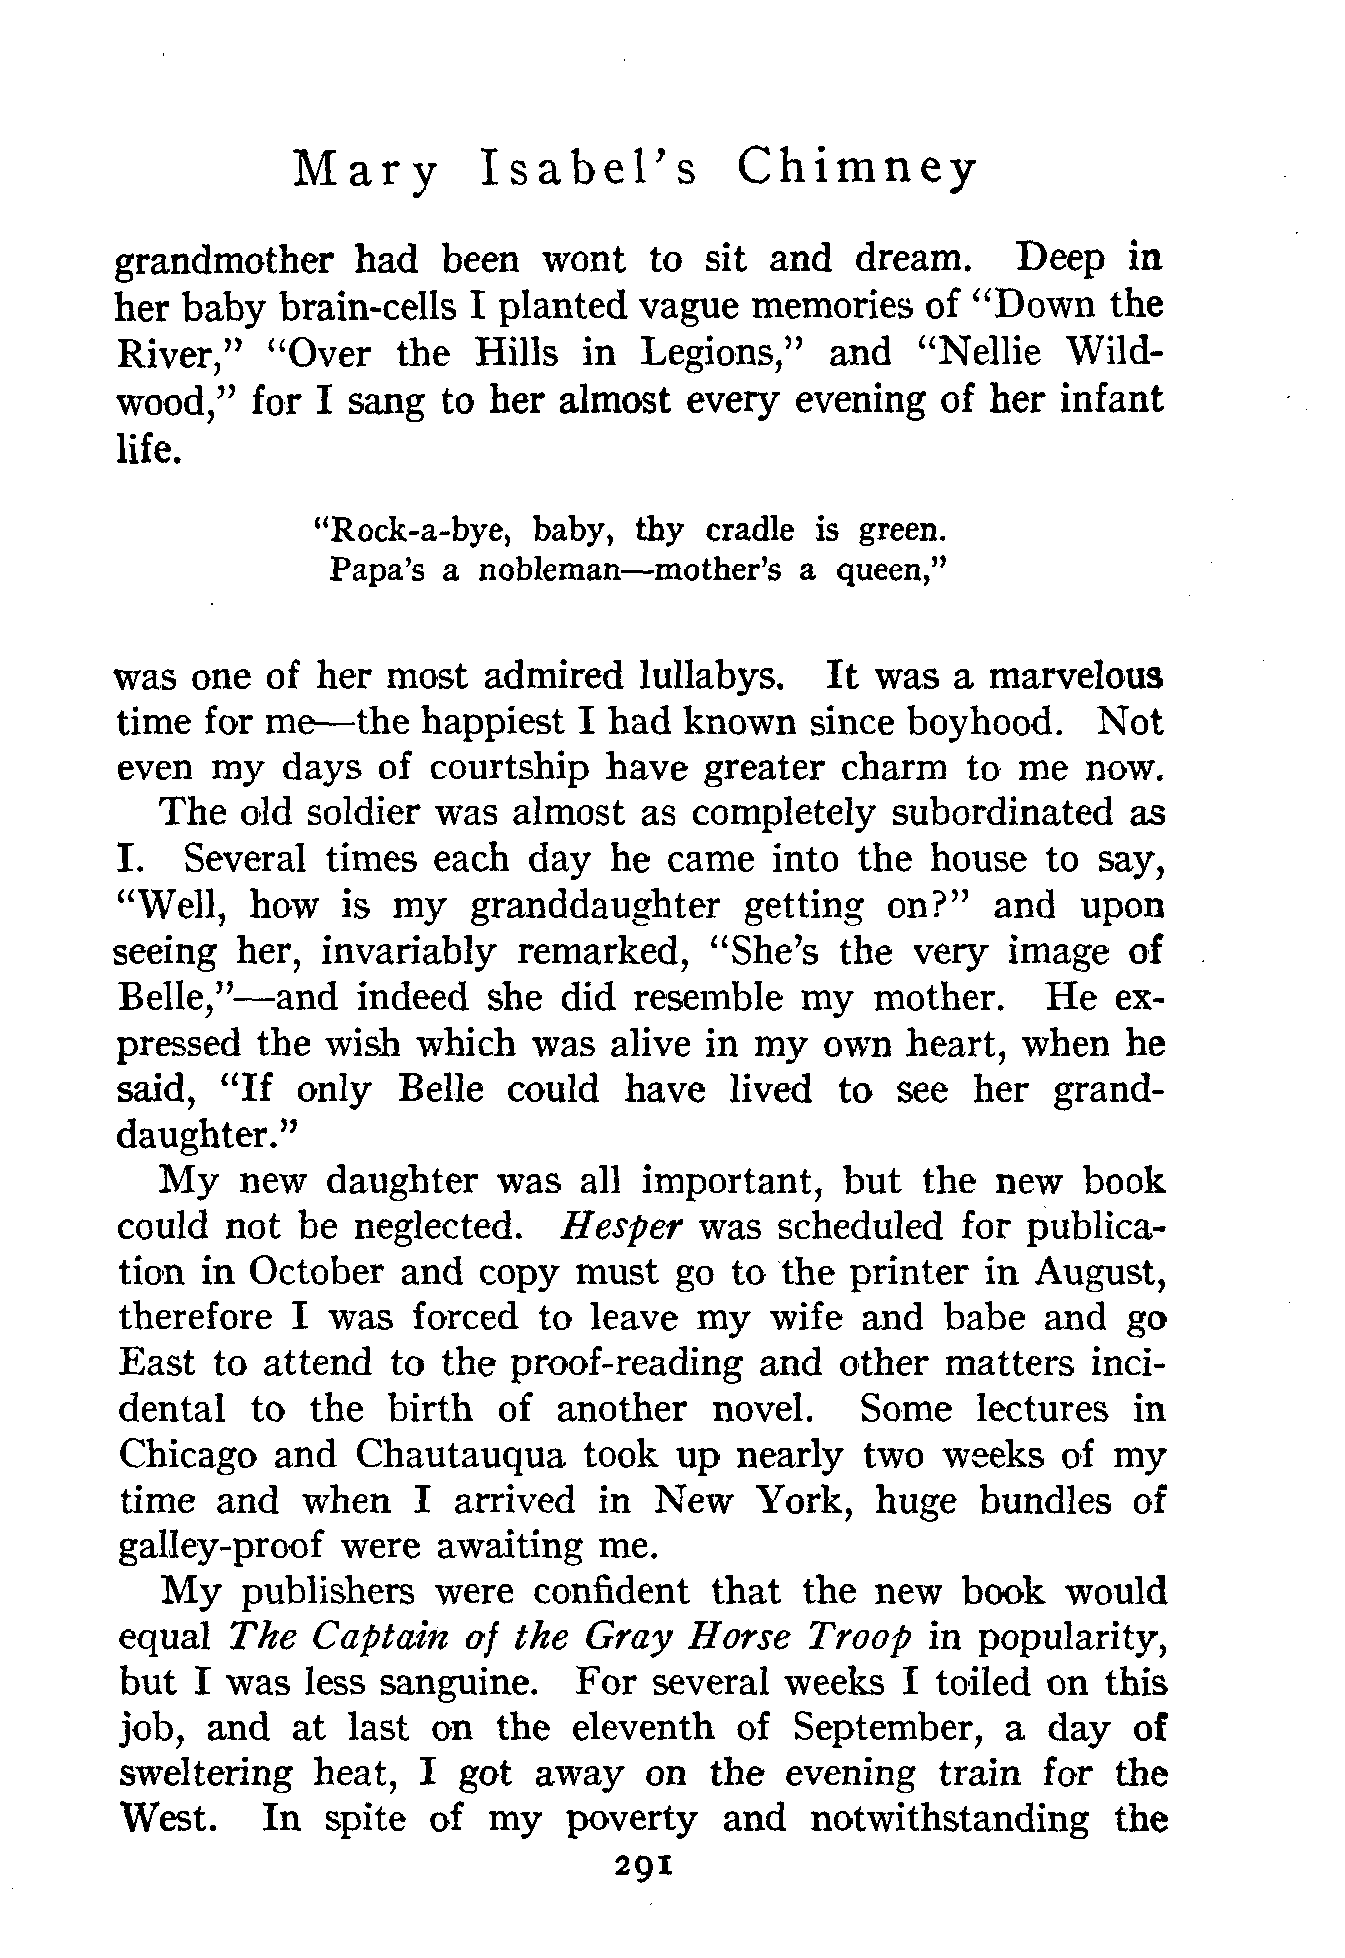 Mary Isabel's Chimney
grandmother had been wont to sit and dream. Deep in
her baby brain-cells I planted vague memories of "Down the
River," "Over the Hills in Legions," and "Nellie Wild-
wood," for I sang to her almost every evening of her infant
life.
"Rock-a-bye, baby, thy cradle is green.
Papa's a nobleman—mother's a queen,"
was one of her most admired lullabys. It was a marvelous
time for me—the happiest I had known since boyhood. Not
even my days of courtship have greater charm to me now.
The old soldier was almost as completely subordinated as
I. Several times each day he came into the house to say,
"Well, how is my granddaughter getting on?" and upon
seeing her, invariably remarked, "She's the very image of
Belle,"—and indeed she did resemble my mother. He ex-
pressed the wish which was alive in my own heart, when he
said, "If only Belle could have lived to see her grand-
daughter."
My new daughter was all important, but the new book
could not be neglected. Hesper was scheduled for publica-
tion in October and copy must go to the printer in August,
therefore I was forced to leave my wife and babe and go
East to attend to the proof-reading and other matters inci-
dental to the birth of another novel. Some lectures in
Chicago and Chautauqua took up nearly two weeks of my
time and when I arrived in New York, huge bundles of
galley-proof were awaiting me.
My publishers were confident that the new book would
equal The Captain of the Gray Horse Troop in popularity,
but I was less sanguine. For several weeks I toiled on this
job, and at last on the eleventh of September, a day of
sweltering heat, I got away on the evening train for the
West. In spite of my poverty and notwithstanding the
291